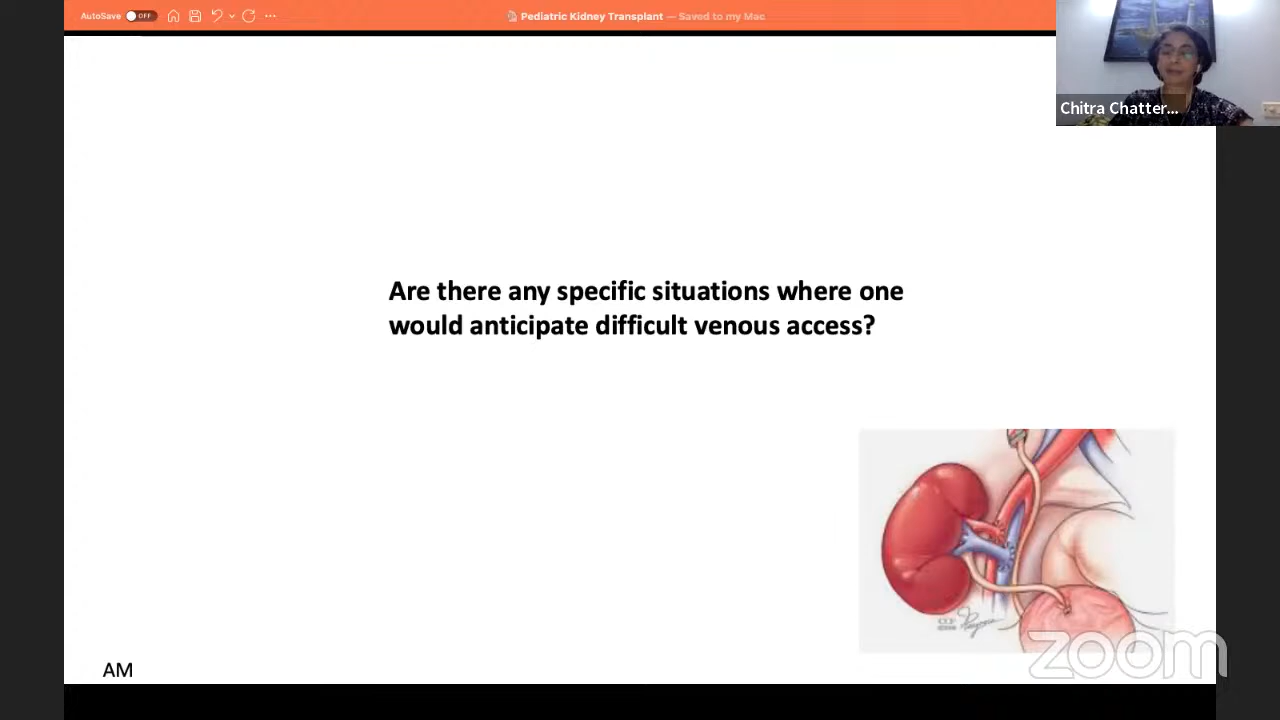 AutoSave OFF
Pediatric Kidney Transplant — Saved to my Mac
Chitra Chatter...
Are there any specific situations where one
would anticipate difficult venous access?
AM
zoom